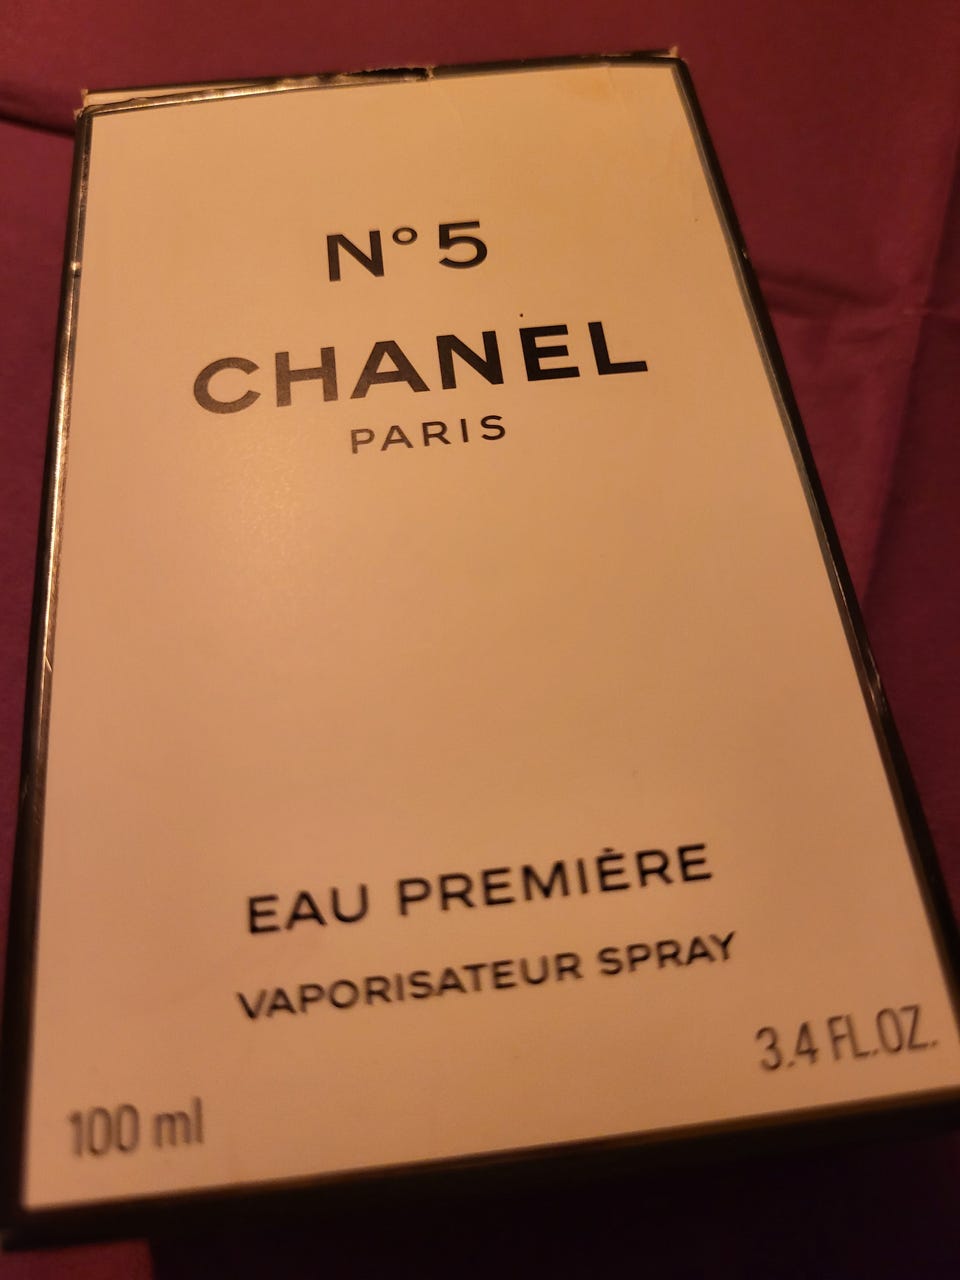 N° 5
CHANEL
PARIS
EAU PREMIÈRE
VAPORISATEUR SPRAY
3.4 FL.OZ.
100 ml